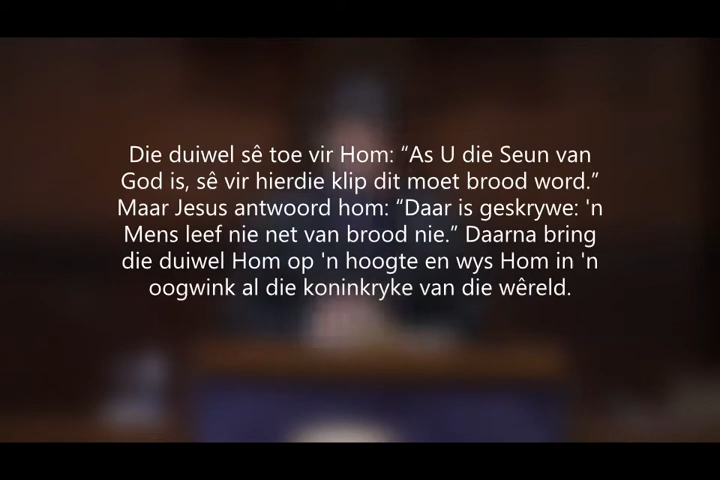 Die duiwel sê toe vir Hom: “As U die Seun van
God is, sê vir hierdie klip dit moet brood word.”
Maar Jesus antwoord hom: “Daar is geskrywe: 'n
Mens leef nie net van brood nie.” Daarna bring
die duiwel Hom op 'n hoogte en wys Hom in 'n
oogwink al die koninkryke van die wêreld.